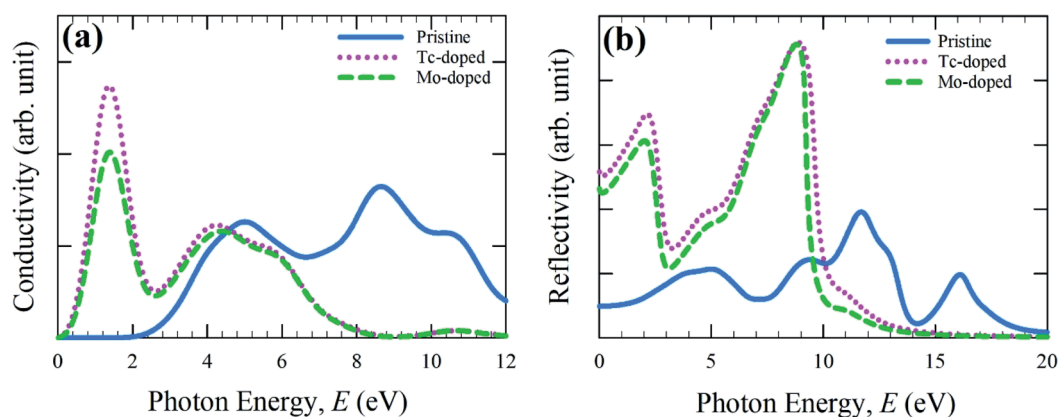 (a)
Pristine
Tc-doped
Mo-doped
Conductivity (arb. unit)
0 2 4 6 8 10 12
Photon Energy, E (eV)
(b)
Pristine
Tc-doped
Mo-doped
Reflectivity (arb. unit)
0 5 10 15 20
Photon Energy, E (eV)